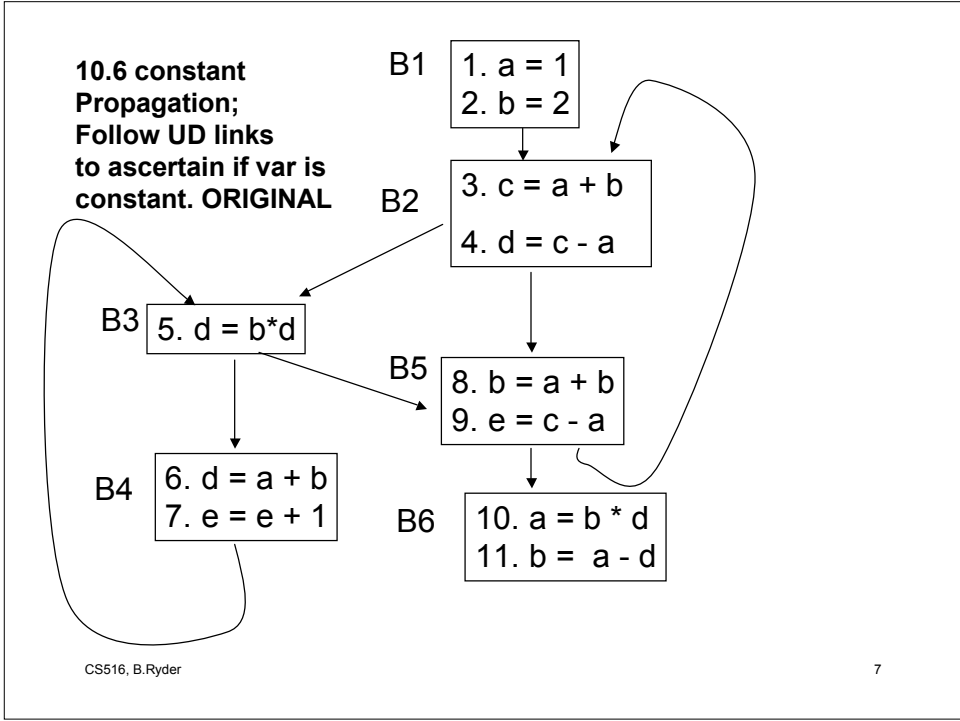 10.6 constant
Propagation;
Follow UD links
to ascertain if var is
constant. ORIGINAL
B1
1. a = 1
2. b = 2
B2
3. c = a + b
4. d = c - a
B3
5. d = b*d
B5
8. b = a + b
9. e = c - a
B4
6. d = a + b
7. e = e + 1
B6
10. a = b * d
11. b = a - d
CS516, B.Ryder
7